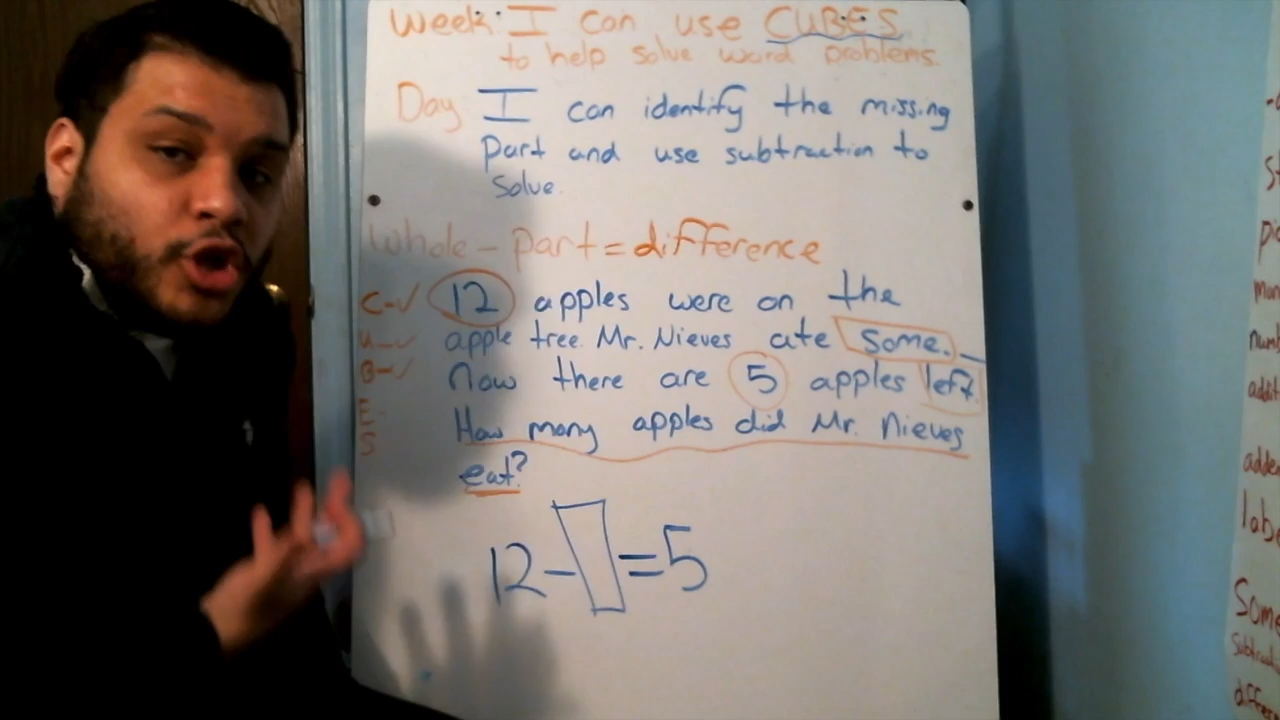 Week: I can use CUBES
to help solve word problems.
Day I can identify the missing
part and use subtraction to
solve.
Whole - part = difference
C-✓ 12 apples were on the
U-✓ apple tree. Mr. Nieves ate some.
B-✓ Now there are 5 apples left.
E- How many apples did Mr. Nieves
S
eat?
12 - = 5
Some